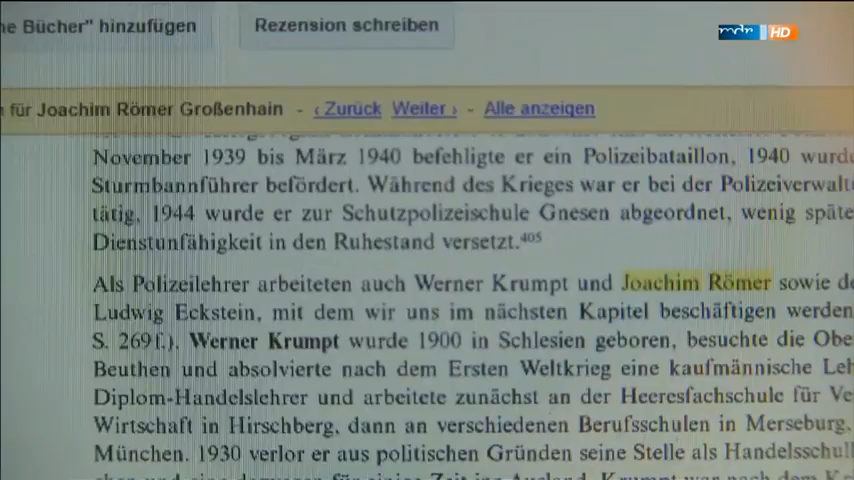 ne Bücher" hinzufügen
Rezension schreiben
mdr HD
für Joachim Römer Großenhain - ‹ Zurück Weiter › - Alle anzeigen
November 1939 bis März 1940 befehligte er ein Polizeibataillon, 1940 wurd
Sturmbannführer befördert. Während des Krieges war er bei der Polizeiverwalt
tätig, 1944 wurde er zur Schutzpolizeischule Gnesen abgeordnet, wenig späte
Dienstunfähigkeit in den Ruhestand versetzt.⁴⁰⁵
Als Polizeilehrer arbeiteten auch Werner Krumpt und Joachim Römer sowie de
Ludwig Eckstein, mit dem wir uns im nächsten Kapitel beschäftigen werden
S. 269f.). Werner Krumpt wurde 1900 in Schlesien geboren, besuchte die Obe
Beuthen und absolvierte nach dem Ersten Weltkrieg eine kaufmännische Leh
Diplom-Handelslehrer und arbeitete zunächst an der Heeresfachschule für Ve
Wirtschaft in Hirschberg, dann an verschiedenen Berufsschulen in Merseburg,
München. 1930 verlor er aus politischen Gründen seine Stelle als Handelsschull